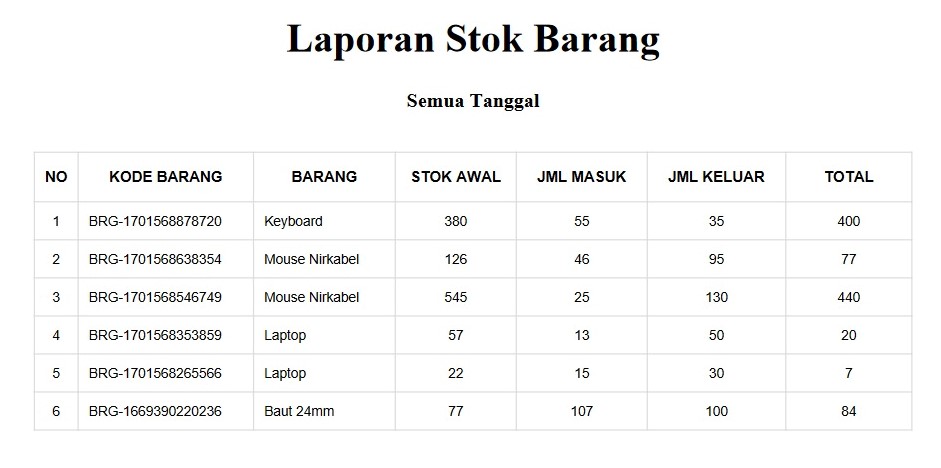 Laporan Stok Barang
Semua Tanggal
NO KODE BARANG BARANG STOK AWAL JML MASUK JML KELUAR TOTAL
1 BRG-1701568878720 Keyboard 380 55 35 400
2 BRG-1701568638354 Mouse Nirkabel 126 46 95 77
3 BRG-1701568546749 Mouse Nirkabel 545 25 130 440
4 BRG-1701568353859 Laptop 57 13 50 20
5 BRG-1701568265566 Laptop 22 15 30 7
6 BRG-1669390220236 Baut 24mm 77 107 100 84